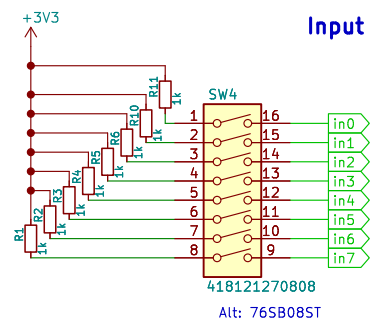 +3V3
Input
R11 1k
SW4
R10 1k
R6 1k
R5 1k
R4 1k
R3 1k
R2 1k
R1 1k
1 16 in0
2 15 in1
3 14 in2
4 13 in3
5 12 in4
6 11 in5
7 10 in6
8 9 in7
418121270808
Alt: 76SB08ST